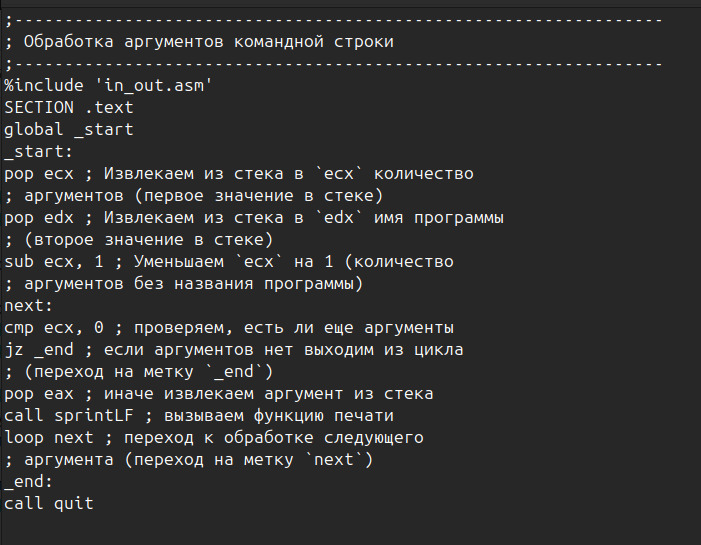 ;-----------------------------------------------------------------
; Обработка аргументов командной строки
;-----------------------------------------------------------------
%include 'in_out.asm'
SECTION .text
global _start
_start:
pop ecx ; Извлекаем из стека в `ecx` количество
; аргументов (первое значение в стеке)
pop edx ; Извлекаем из стека в `edx` имя программы
; (второе значение в стеке)
sub ecx, 1 ; Уменьшаем `ecx` на 1 (количество
; аргументов без названия программы)
next:
cmp ecx, 0 ; проверяем, есть ли еще аргументы
jz _end ; если аргументов нет выходим из цикла
; (переход на метку `_end`)
pop eax ; иначе извлекаем аргумент из стека
call sprintLF ; вызываем функцию печати
loop next ; переход к обработке следующего
; аргумента (переход на метку `next`)
_end:
call quit